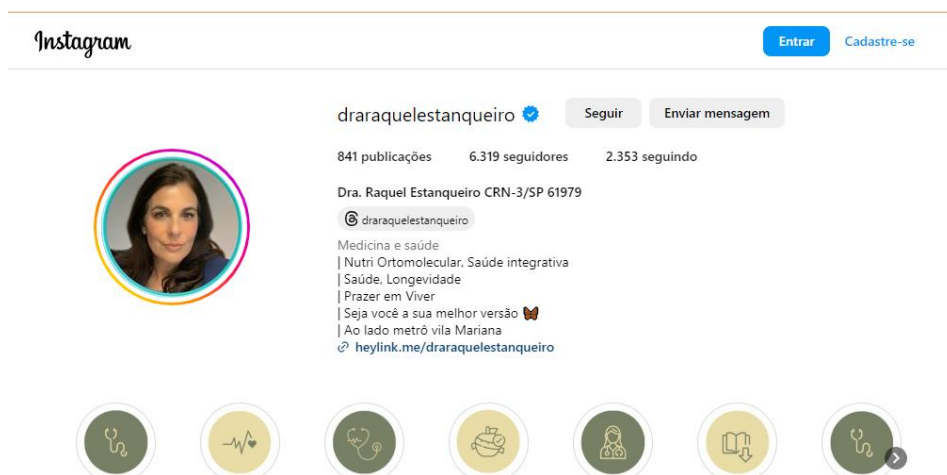 Instagram
Entrar
Cadastre-se
draraquelestanqueiro
Seguir
Enviar mensagem
841 publicações 6.319 seguidores 2.353 seguindo
Dra. Raquel Estanqueiro CRN-3/SP 61979
draraquelestanqueiro
Medicina e saúde
| Nutri Ortomolecular, Saúde integrativa
| Saúde, Longevidade
| Prazer em Viver
| Seja você a sua melhor versão 🦋
| Ao lado metrô vila Mariana
heylink.me/draraquelestanqueiro